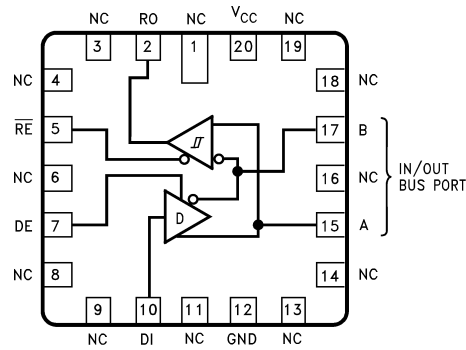 NC RO NC VCC NC
3 2 1 20 19
NC 4 18 NC
RE 5 17 B
IN/OUT
BUS PORT
NC 6 16 NC
D
DE 7 15 A
NC 8 14 NC
9 10 11 12 13
NC DI NC GND NC